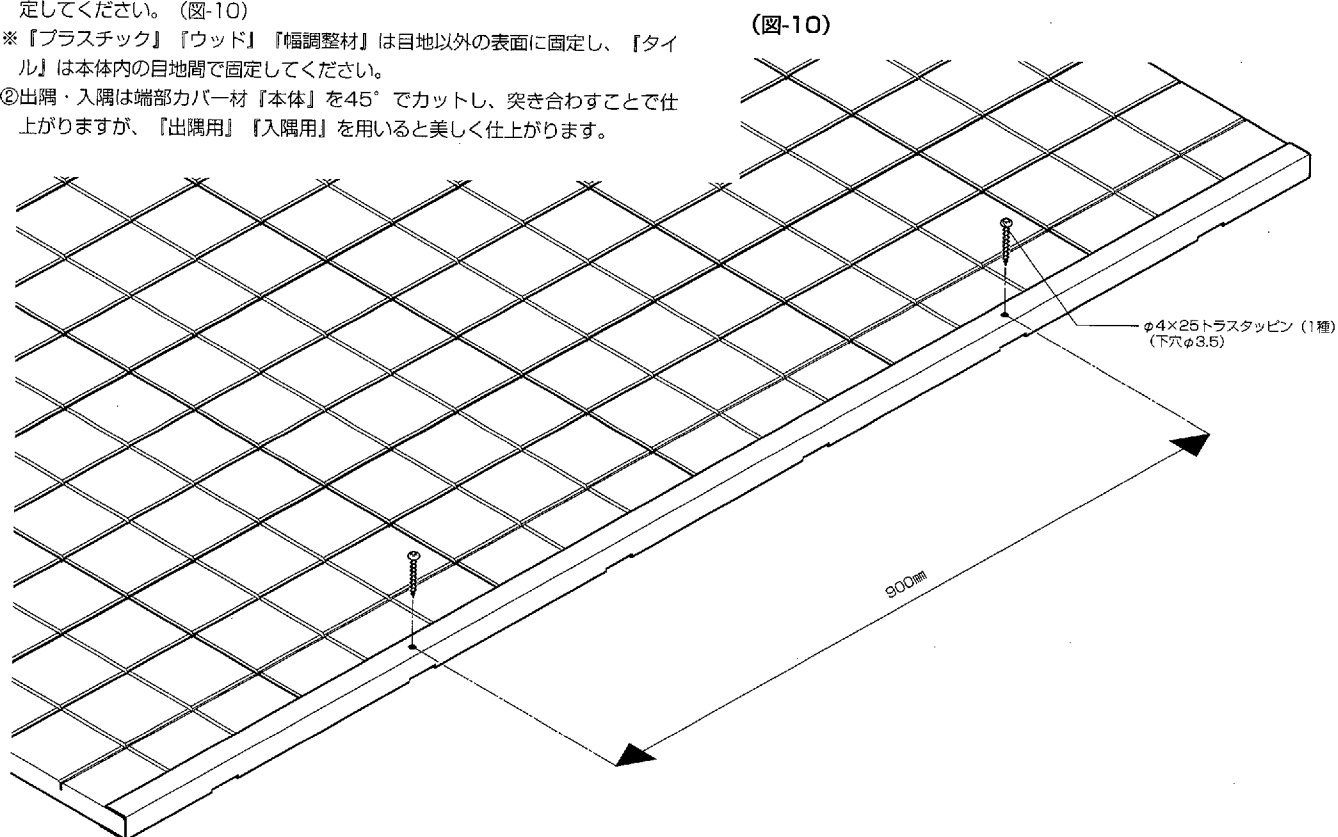 定してください。（図-10）
※『プラスチック』『ウッド』『幅調整材』は目地以外の表面に固定し、『タイ
ル』は本体内の目地間で固定してください。
②出隅・入隅は端部カバー材『本体』を45°でカットし、突き合わすことで仕
上がりますが、『出隅用』『入隅用』を用いると美しく仕上がります。
（図-10）
φ4×25トラスタッピン（1種）
（下穴φ3.5）
900㎜